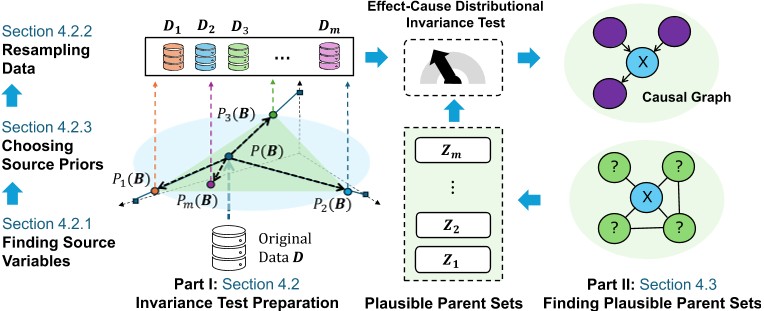 Section 4.2.2
Resampling
Data
Section 4.2.3
Choosing
Source Priors
Section 4.2.1
Finding Source
Variables
D₁ D₂ D₃ ... Dₘ
P₃(B)
P(B)
P₁(B)
Pₘ(B)
P₂(B)
Original
Data D
Part I: Section 4.2
Invariance Test Preparation
Effect-Cause Distributional
Invariance Test
Zₘ
⋮
Z₂
Z₁
Plausible Parent Sets
X
Causal Graph
? ?
X
? ?
Part II: Section 4.3
Finding Plausible Parent Sets